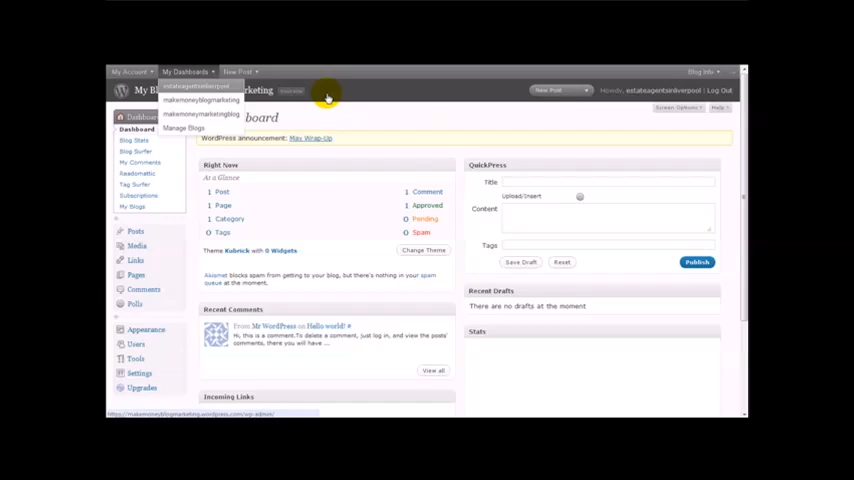 My Account
My Dashboards
New Post
Blog Info
estateagentsinliverpool...
My Bl
keting
New Post
Howdy, estateagentsinliverpool | Log Out
makemoneyblogmarketing
makemoneymarketingblog
Manage Blogs
Screen Options
Help
Dashboard
board
WordPress announcement: May Wrap-Up
Dashboard
Blog Stats
Blog Surfer
My Comments
Readomattic
Tag Surfer
Subscriptions
My Blogs
Posts
Media
Links
Pages
Comments
Polls
Appearance
Users
Tools
Settings
Upgrades
Right Now
At a Glance
1 Post
1 Comment
1 Page
1 Approved
1 Category
0 Pending
0 Tags
0 Spam
Theme Kubrick with 0 Widgets
Change Theme
Akismet blocks spam from getting to your blog, but there's nothing in your spam
queue at the moment.
Recent Comments
From Mr WordPress on Hello world! #
Hi, this is a comment.To delete a comment, just log in, and view the posts'
comments, there you will have ...
View all
Incoming Links
QuickPress
Title
Upload/Insert
Content
Tags
Save Draft
Reset
Publish
Recent Drafts
There are no drafts at the moment
Stats
https://makemoneyblogmarketing.wordpress.com/wp-admin/